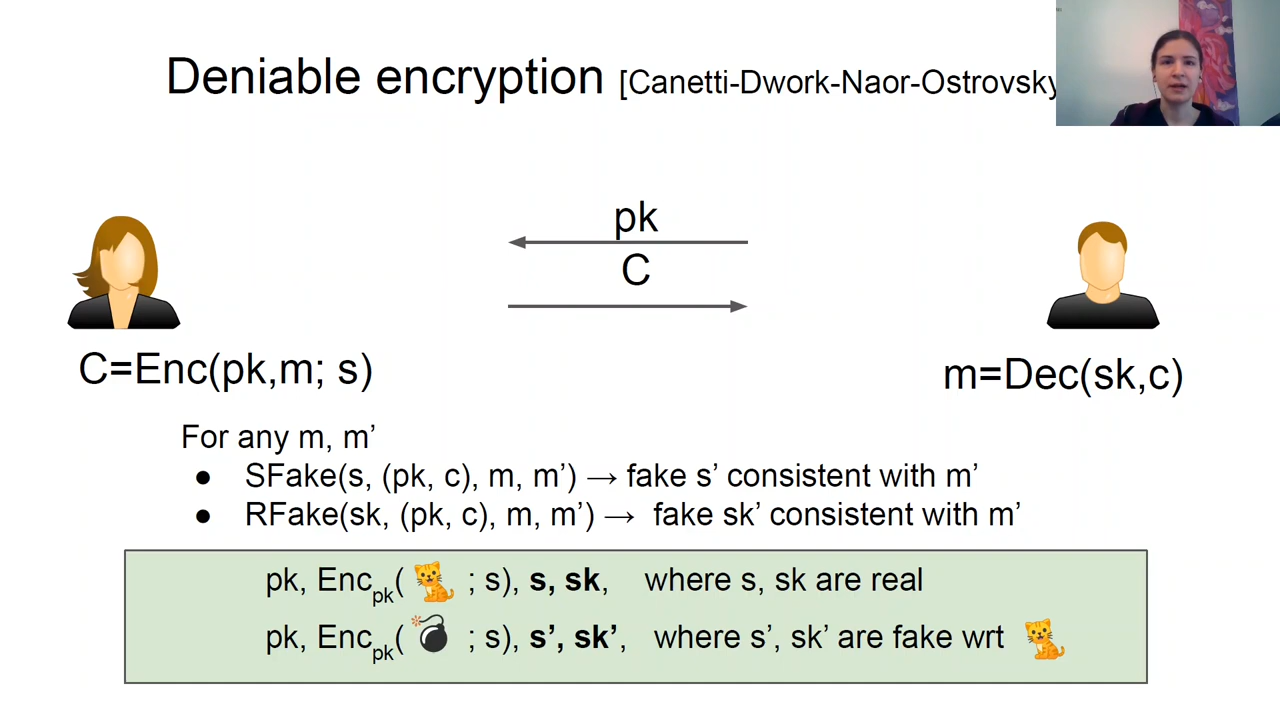 Deniable encryption [Canetti-Dwork-Naor-Ostrovsky
pk
C
C=Enc(pk,m; s)
m=Dec(sk,c)
For any m, m’
● SFake(s, (pk, c), m, m’) → fake s’ consistent with m’
● RFake(sk, (pk, c), m, m’) → fake sk’ consistent with m’
pk, Encpk( ; s), s, sk, where s, sk are real
pk, Encpk( ; s), s’, sk’, where s’, sk’ are fake wrt